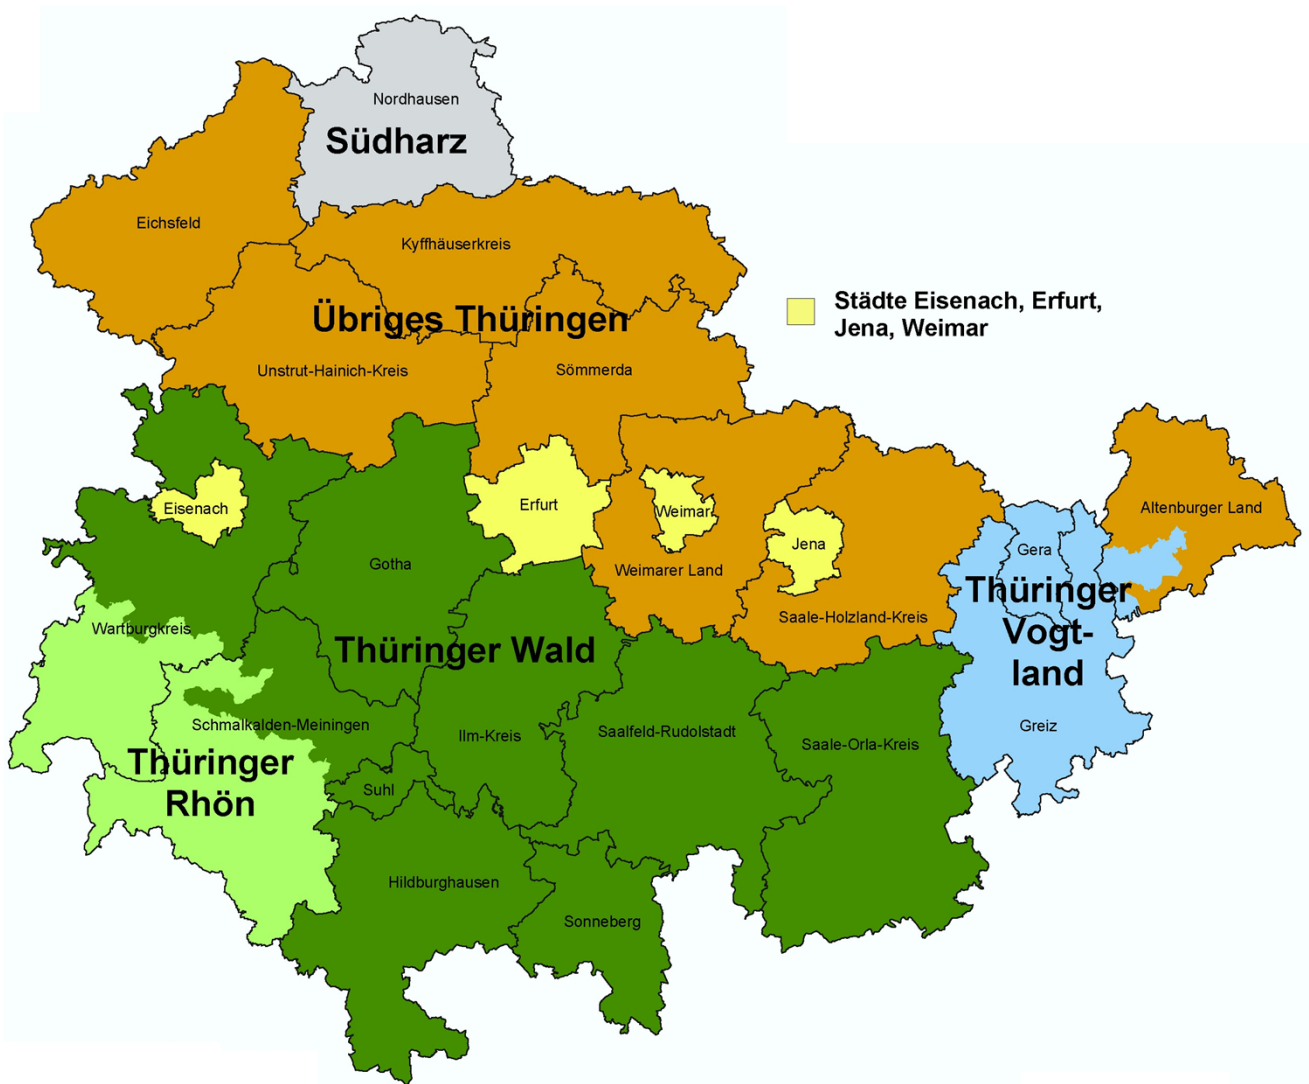 Nordhausen
Südharz
Eichsfeld
Kyffhäuserkreis
Städte Eisenach, Erfurt,
Jena, Weimar
Übriges Thüringen
Unstrut-Hainich-Kreis
Sömmerda
Eisenach
Erfurt
Weimar
Jena
Altenburger Land
Gera
Gotha
Weimarer Land
Saale-Holzland-Kreis
Thüringer
Vogt-
land
Wartburgkreis
Thüringer Wald
Schmalkalden-Meiningen
Ilm-Kreis
Saalfeld-Rudolstadt
Saale-Orla-Kreis
Greiz
Thüringer
Rhön
Suhl
Hildburghausen
Sonneberg